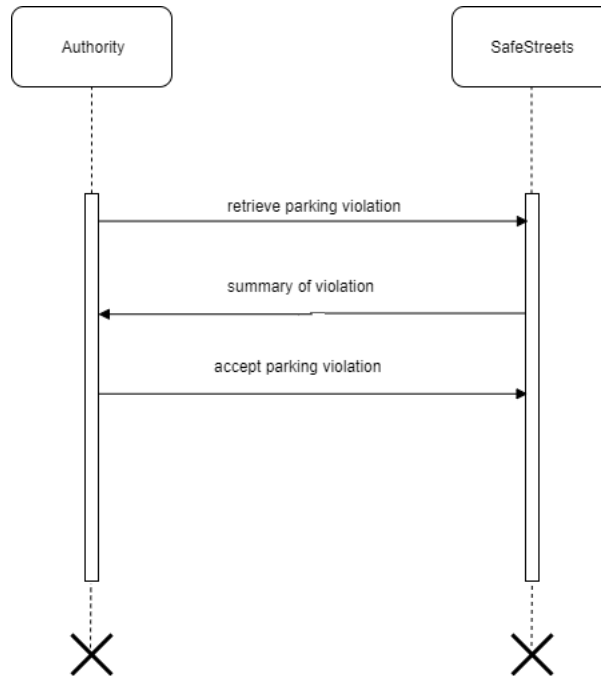 Authority
SafeStreets
retrieve parking violation
summary of violation
accept parking violation